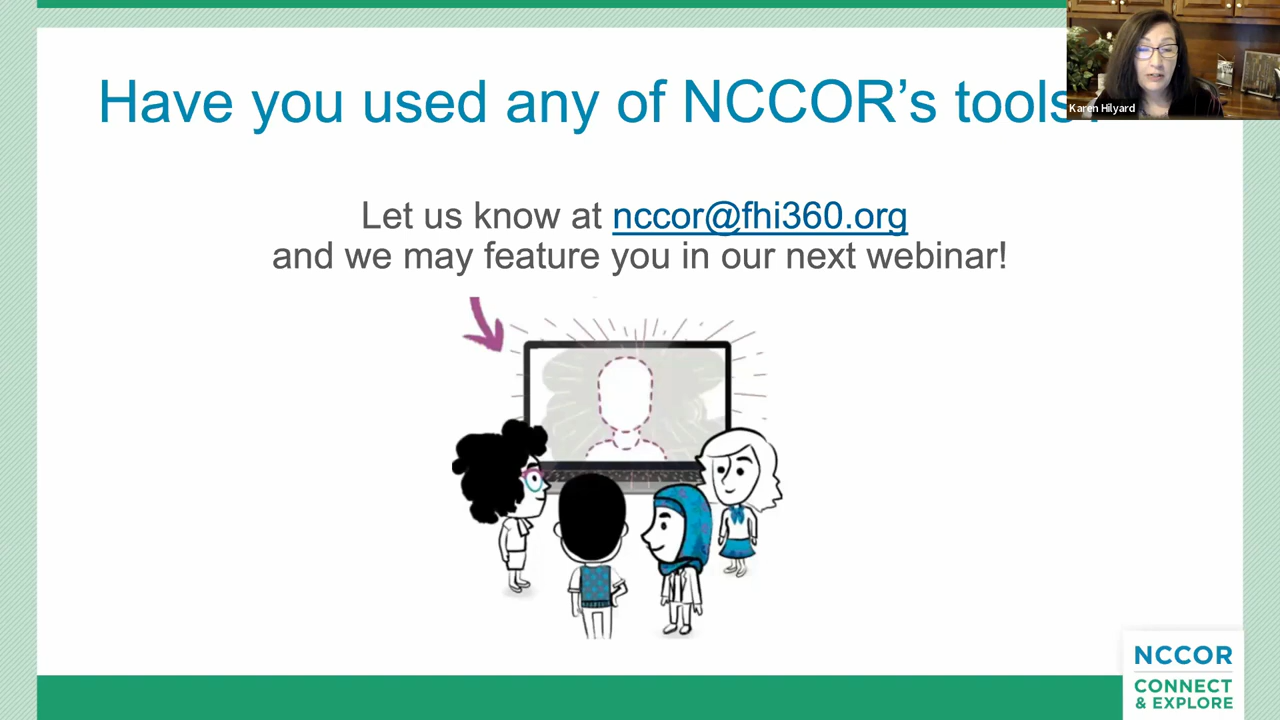 Have you used any of NCCOR's tools?
Karen Hilyard
Let us know at nccor@fhi360.org
and we may feature you in our next webinar!
NCCOR
CONNECT
& EXPLORE